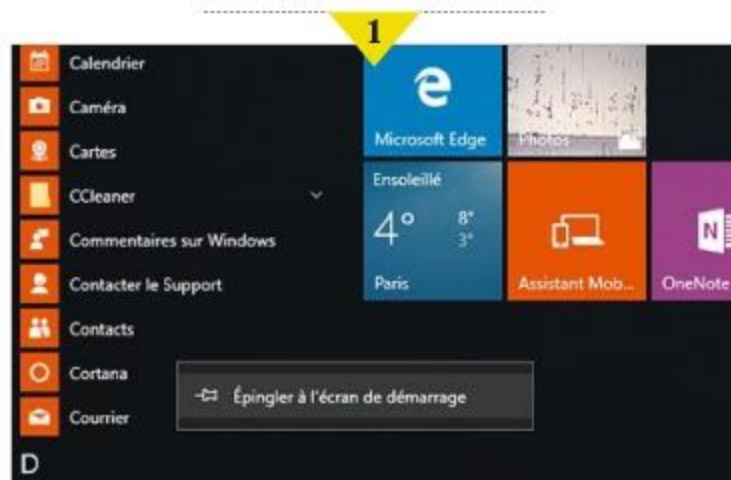 1
Calendrier
Caméra
Cartes
CCleaner
Commentaires sur Windows
Contacter le Support
Contacts
Cortana
Courrier
D
Microsoft Edge
Photos
Ensoleillé
4° 8°
3°
Paris
Assistant Mob...
OneNote
Épingler à l'écran de démarrage